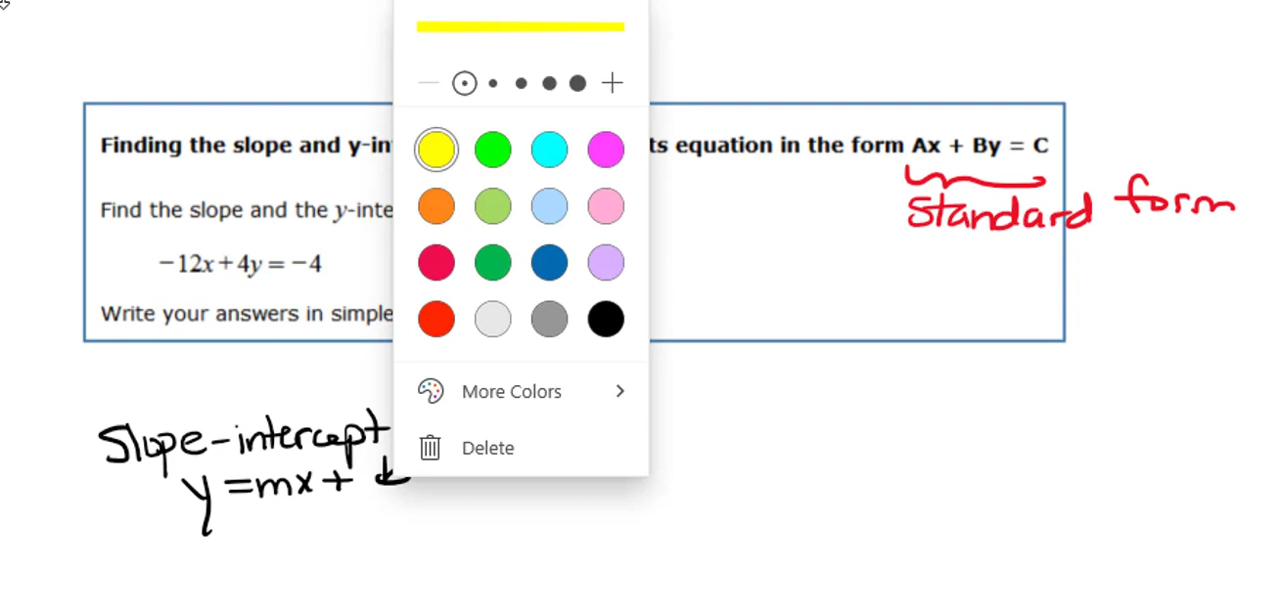 Finding the slope and y-in ts equation in the form Ax + By = C
Standard form
Find the slope and the y-inte
−12x+4y=−4
Write your answers in simple
More Colors
Delete
Slope-intercept
y=mx+